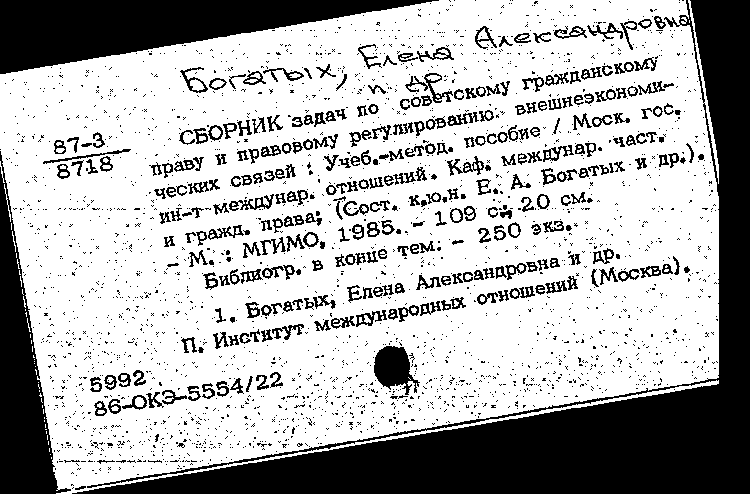 Богатых, Елена Александровна
и др.
87-3
8718
СБОРНИК задач по советскому гражданскому
праву и правовому регулированию внешнеэкономи-
ческих связей : Учеб.-метод. пособие / Моск. гос.
ин-т междунар. отношений. Каф. междунар. част.
и гражд. права; (Сост. к.ю.н. Е. А. Богатых и др.).
- М. : МГИМО, 1985. - 109 с.; 20 см.
Библиогр. в конце тем. - 250 экз.
1. Богатых, Елена Александровна и др.
П. Институт международных отношений (Москва).
5992
86-ОКЭ-5554/22